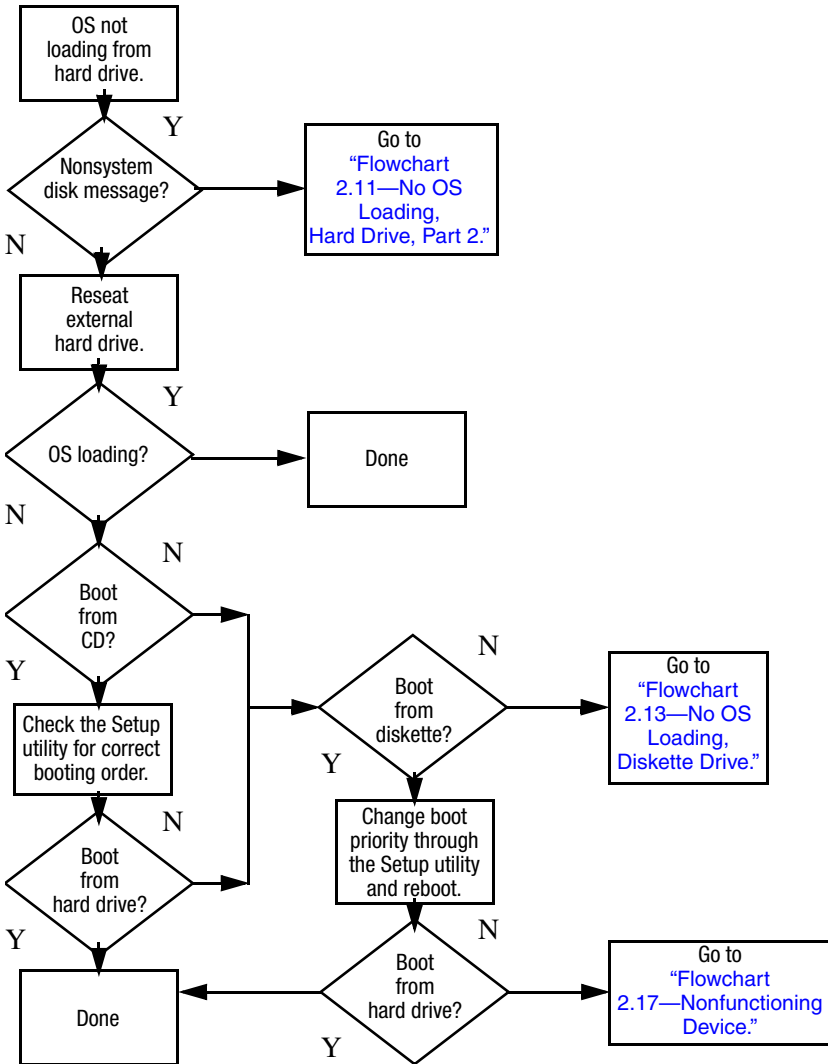 OS not
loading from
hard drive.
Y
Nonsystem
disk message?
Go to
“Flowchart
2.11—No OS
Loading,
Hard Drive, Part 2.”
N
Reseat
external
hard drive.
Y
OS loading?
Done
N
N
Boot
from
CD?
Y
Check the Setup
utility for correct
booting order.
N
Boot
from
hard drive?
Y
Done
N
Boot
from
diskette?
Go to
“Flowchart
2.13—No OS
Loading,
Diskette Drive.”
Y
Change boot
priority through
the Setup utility
and reboot.
N
Boot
from
hard drive?
Y
Go to
“Flowchart
2.17—Nonfunctioning
Device.”